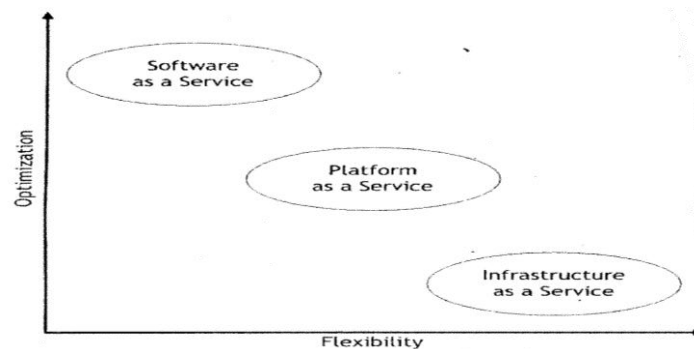 Software
as a Service
Optimization
Platform
as a Service
Infrastructure
as a Service
Flexibility